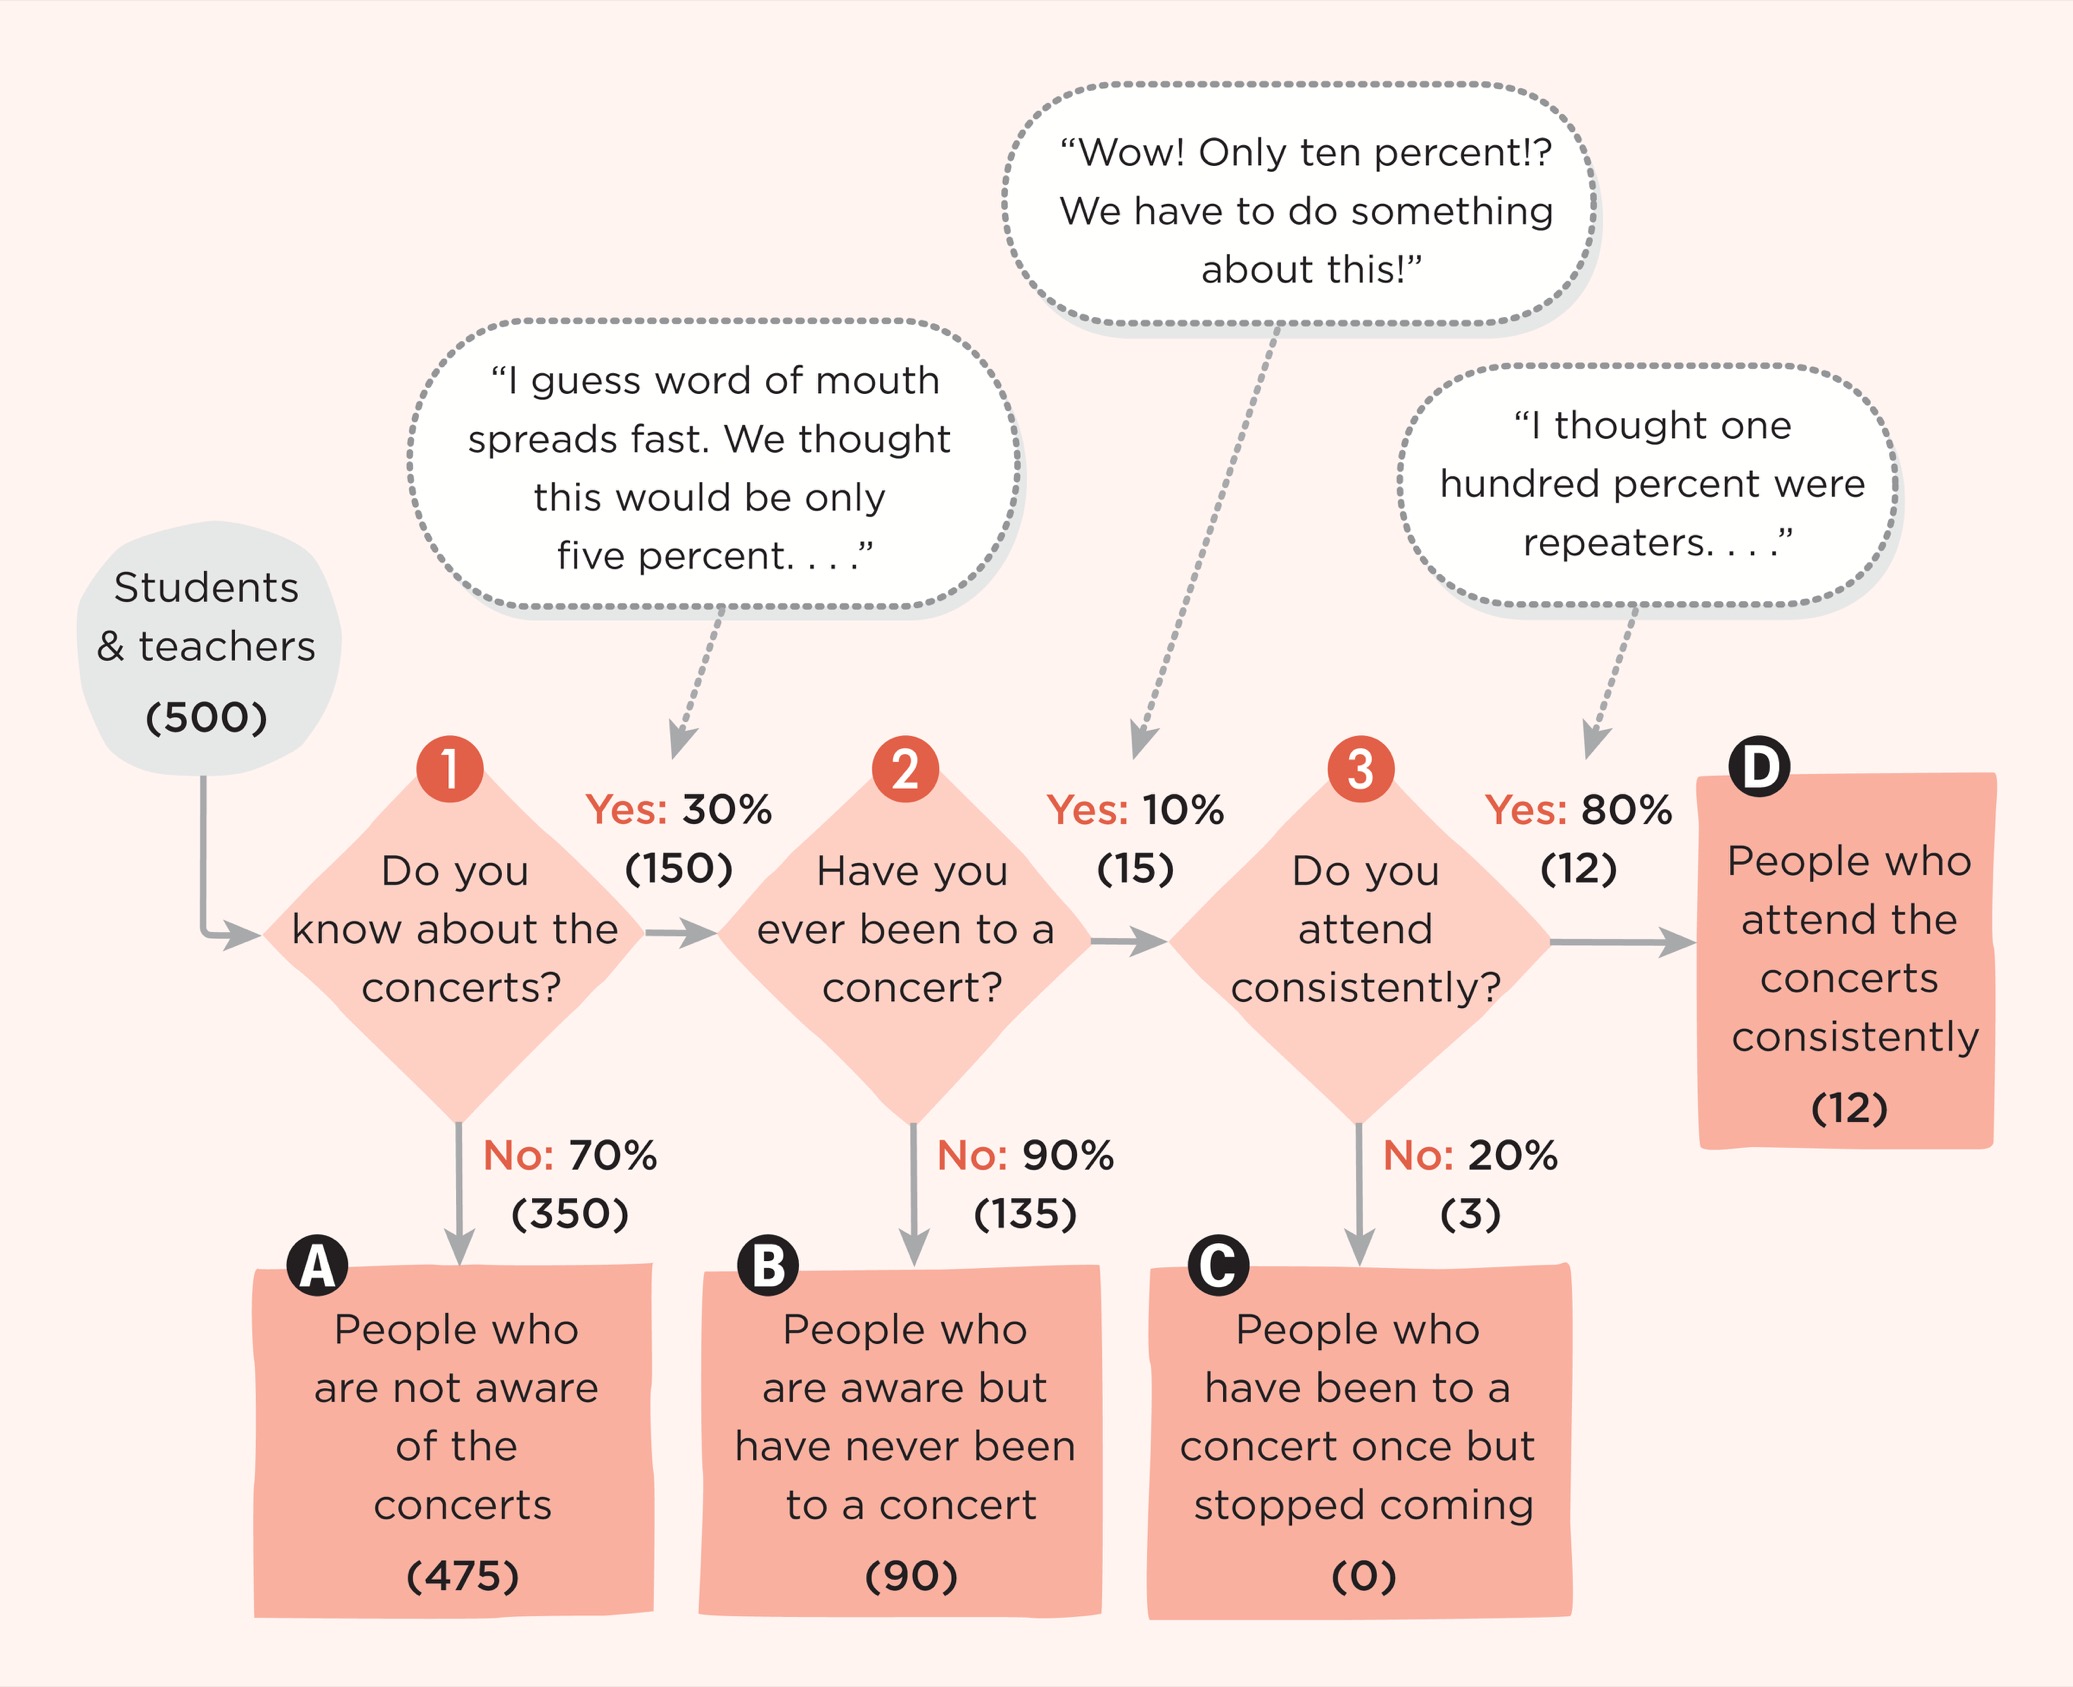 “Wow! Only ten percent!?
We have to do something
about this!”
“I guess word of mouth
spreads fast. We thought
this would be only
five percent. . . .”
“I thought one
hundred percent were
repeaters. . . .”
Students
& teachers
(500)
1
Do you
know about the
concerts?
Yes: 30%
(150)
2
Have you
ever been to a
concert?
Yes: 10%
(15)
3
Do you
attend
consistently?
Yes: 80%
(12)
D
People who
attend the
concerts
consistently
(12)
No: 70%
(350)
No: 90%
(135)
No: 20%
(3)
A
People who
are not aware
of the
concerts
(475)
B
People who
are aware but
have never been
to a concert
(90)
C
People who
have been to a
concert once but
stopped coming
(0)